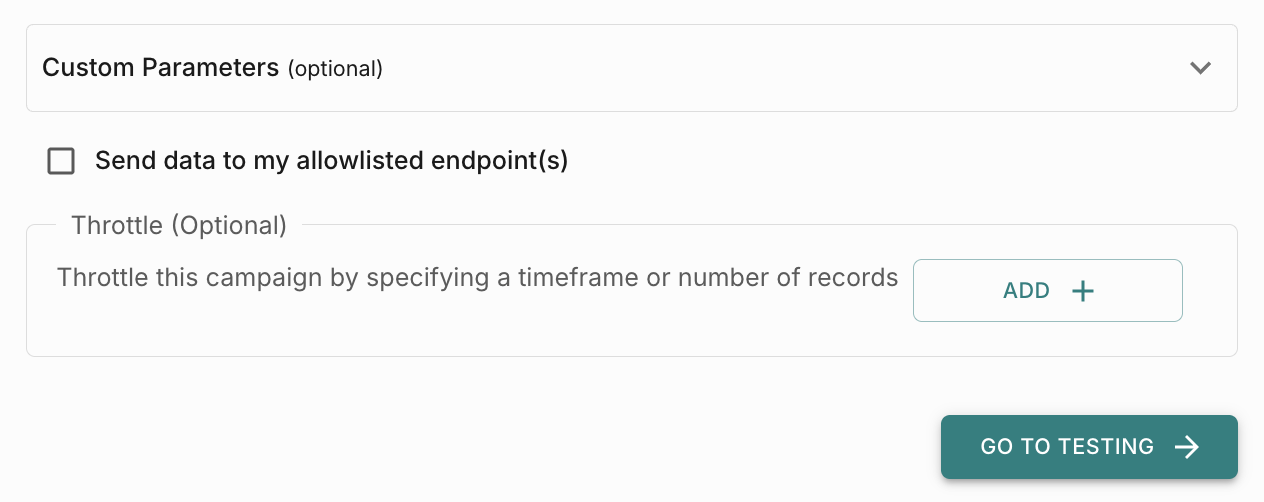 Custom Parameters (optional)
Send data to my allowlisted endpoint(s)
Throttle (Optional)
Throttle this campaign by specifying a timeframe or number of records
ADD
GO TO TESTING